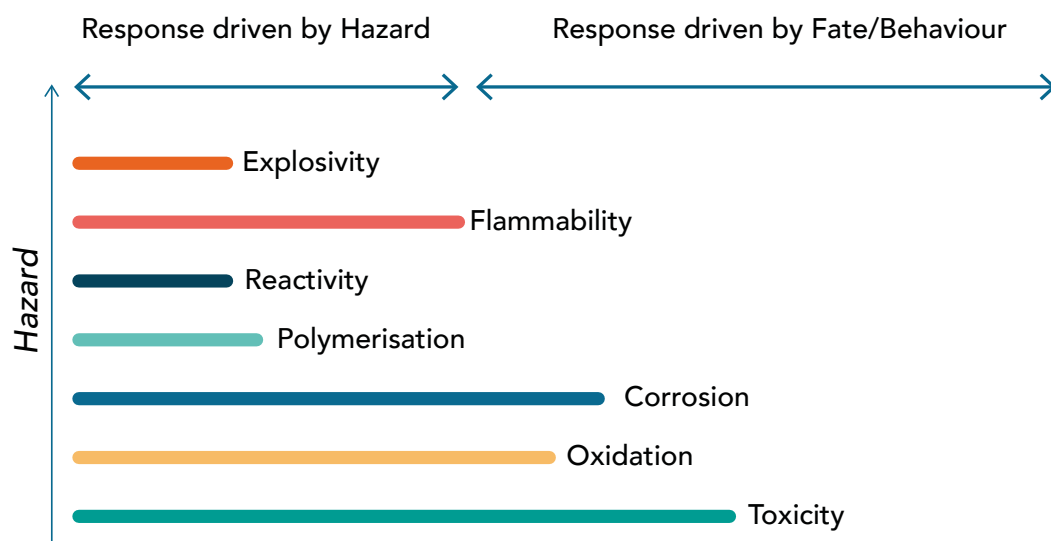 Response driven by Hazard
Response driven by Fate/Behaviour
Explosivity
Flammability
Reactivity
Polymerisation
Corrosion
Oxidation
Toxicity
Hazard